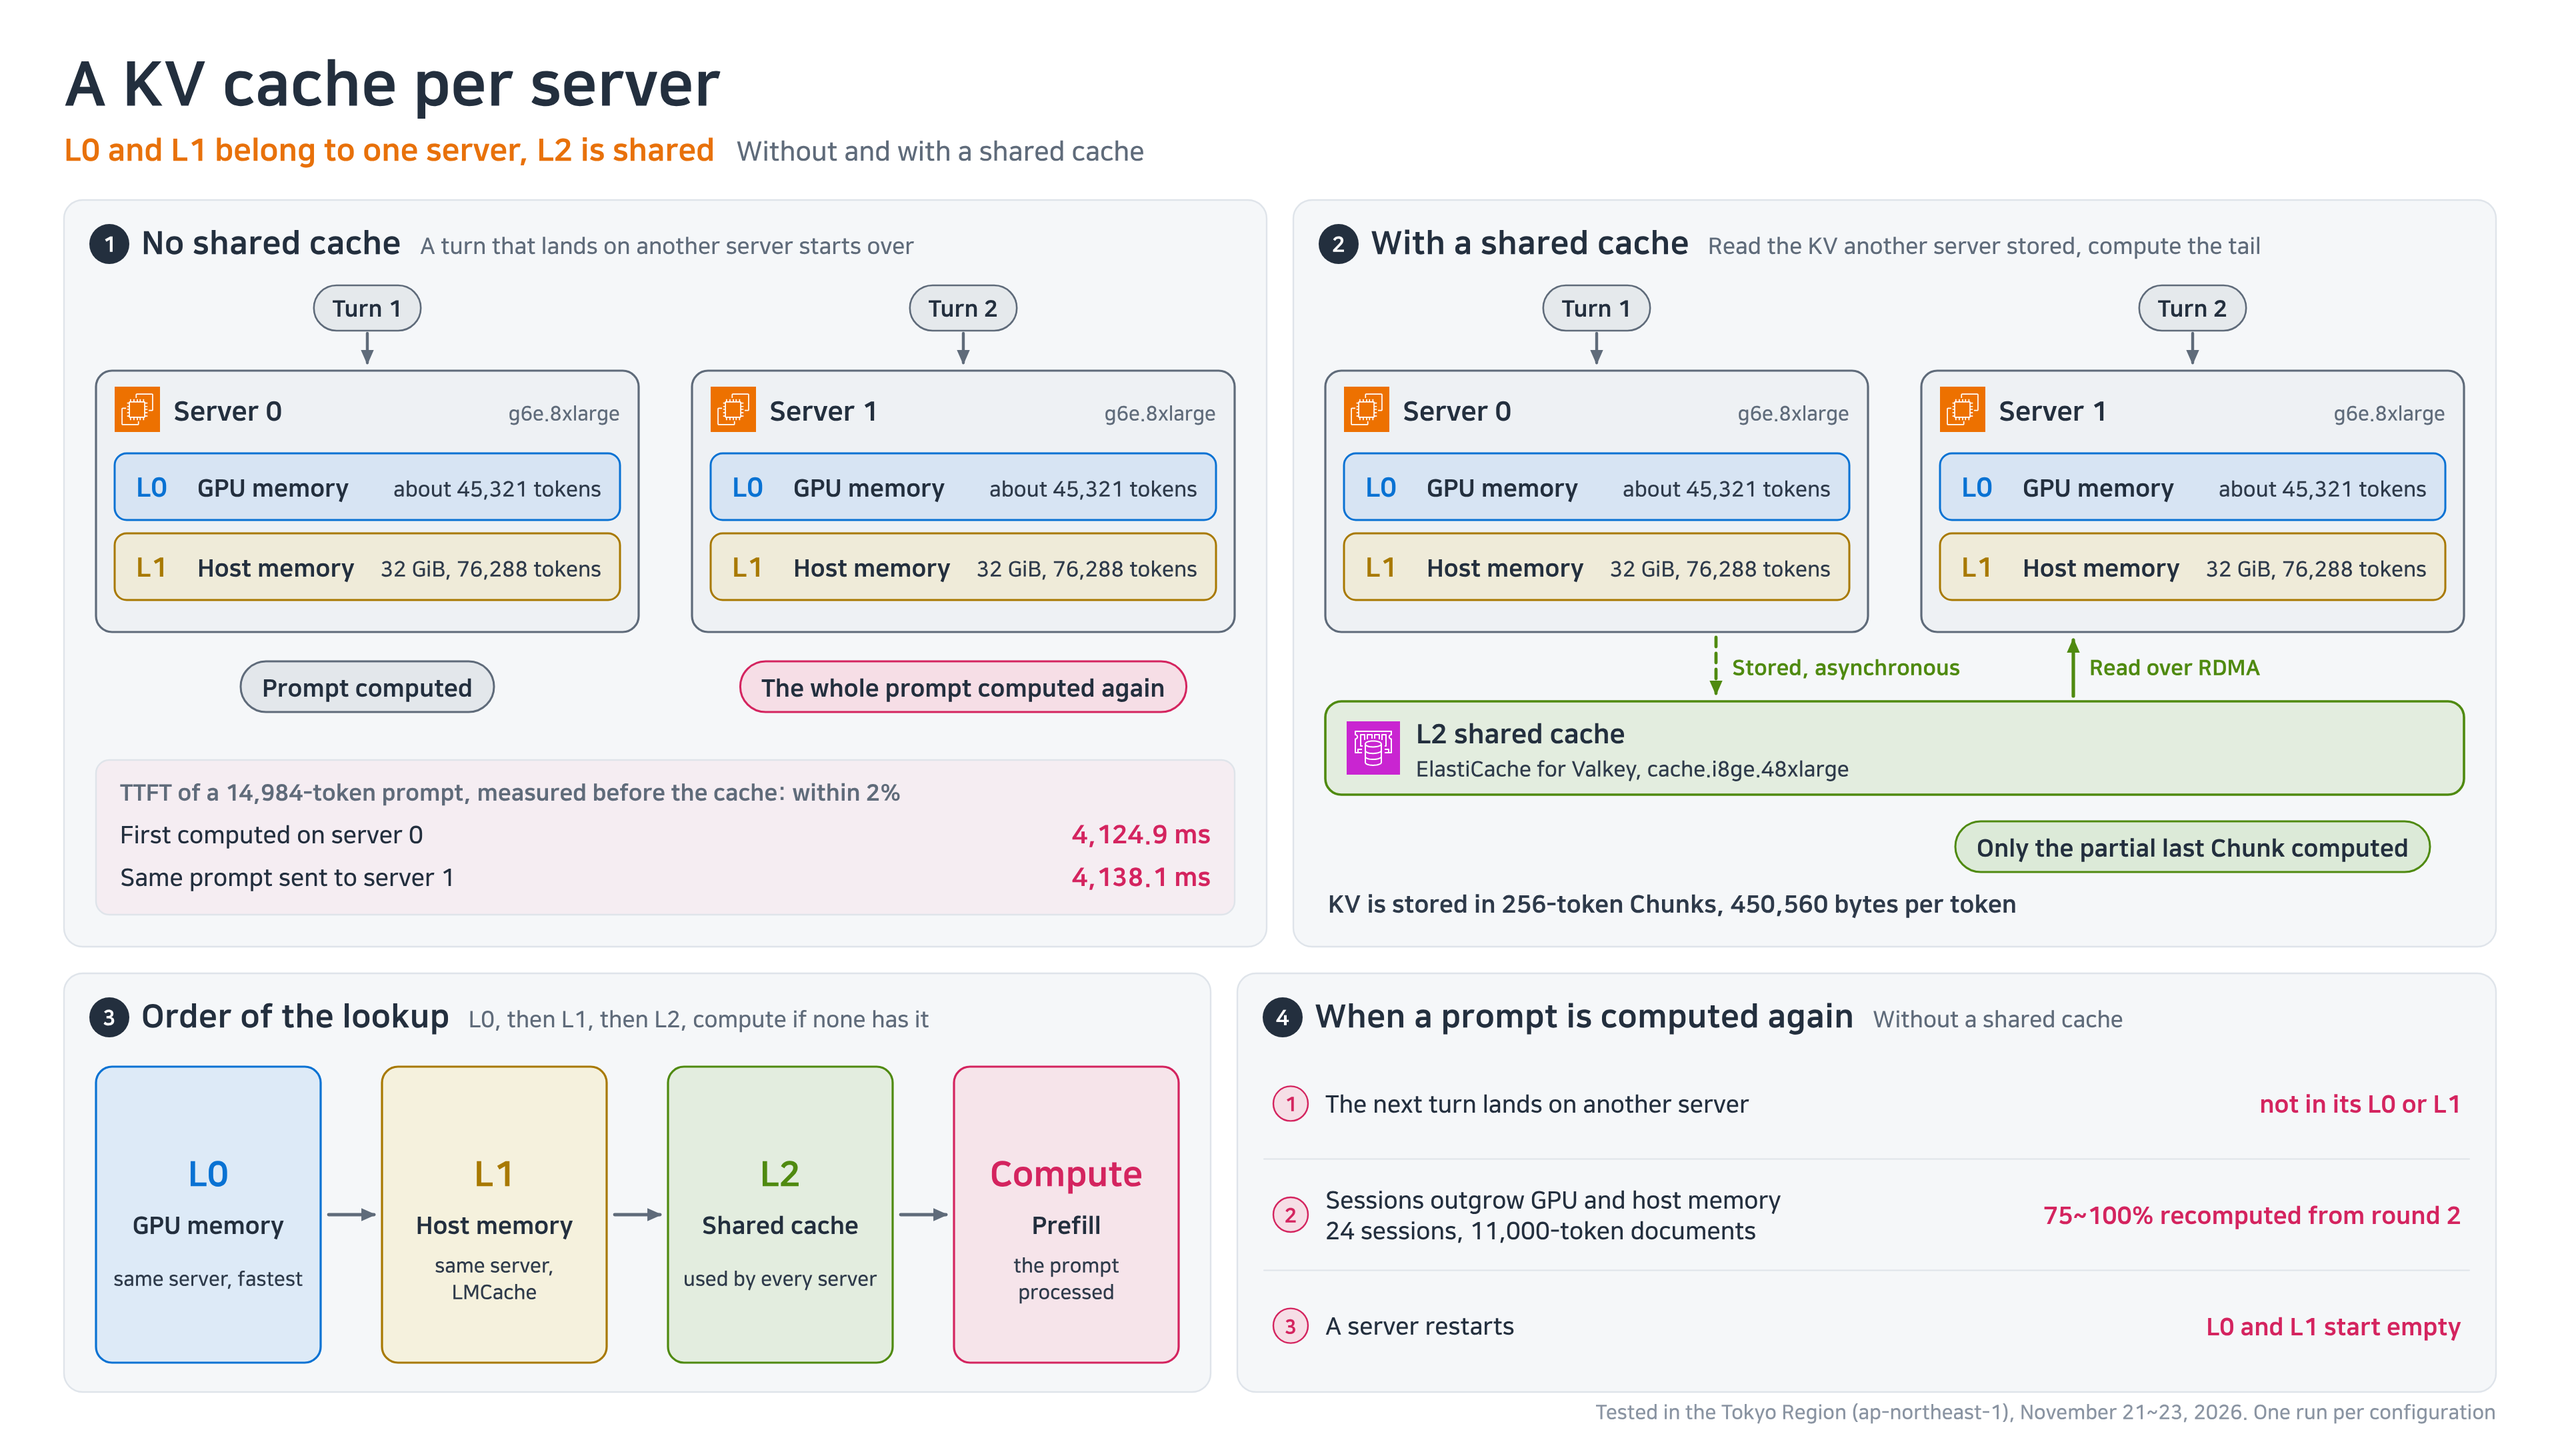 A KV cache per server
L0 and L1 belong to one server, L2 is shared Without and with a shared cache
1 No shared cache A turn that lands on another server starts over
Turn 1
Turn 2
Server 0 g6e.8xlarge
L0 GPU memory about 45,321 tokens
L1 Host memory 32 GiB, 76,288 tokens
Server 1 g6e.8xlarge
L0 GPU memory about 45,321 tokens
L1 Host memory 32 GiB, 76,288 tokens
Prompt computed
The whole prompt computed again
TTFT of a 14,984-token prompt, measured before the cache: within 2%
First computed on server 0 4,124.9 ms
Same prompt sent to server 1 4,138.1 ms
2 With a shared cache Read the KV another server stored, compute the tail
Turn 1
Turn 2
Server 0 g6e.8xlarge
L0 GPU memory about 45,321 tokens
L1 Host memory 32 GiB, 76,288 tokens
Server 1 g6e.8xlarge
L0 GPU memory about 45,321 tokens
L1 Host memory 32 GiB, 76,288 tokens
Stored, asynchronous
Read over RDMA
L2 shared cache
ElastiCache for Valkey, cache.i8ge.48xlarge
Only the partial last Chunk computed
KV is stored in 256-token Chunks, 450,560 bytes per token
3 Order of the lookup L0, then L1, then L2, compute if none has it
L0
GPU memory
same server, fastest
L1
Host memory
same server,
LMCache
L2
Shared cache
used by every server
Compute
Prefill
the prompt
processed
4 When a prompt is computed again Without a shared cache
1 The next turn lands on another server not in its L0 or L1
2 Sessions outgrow GPU and host memory
24 sessions, 11,000-token documents
75~100% recomputed from round 2
3 A server restarts L0 and L1 start empty
Tested in the Tokyo Region (ap-northeast-1), November 21~23, 2026. One run per configuration